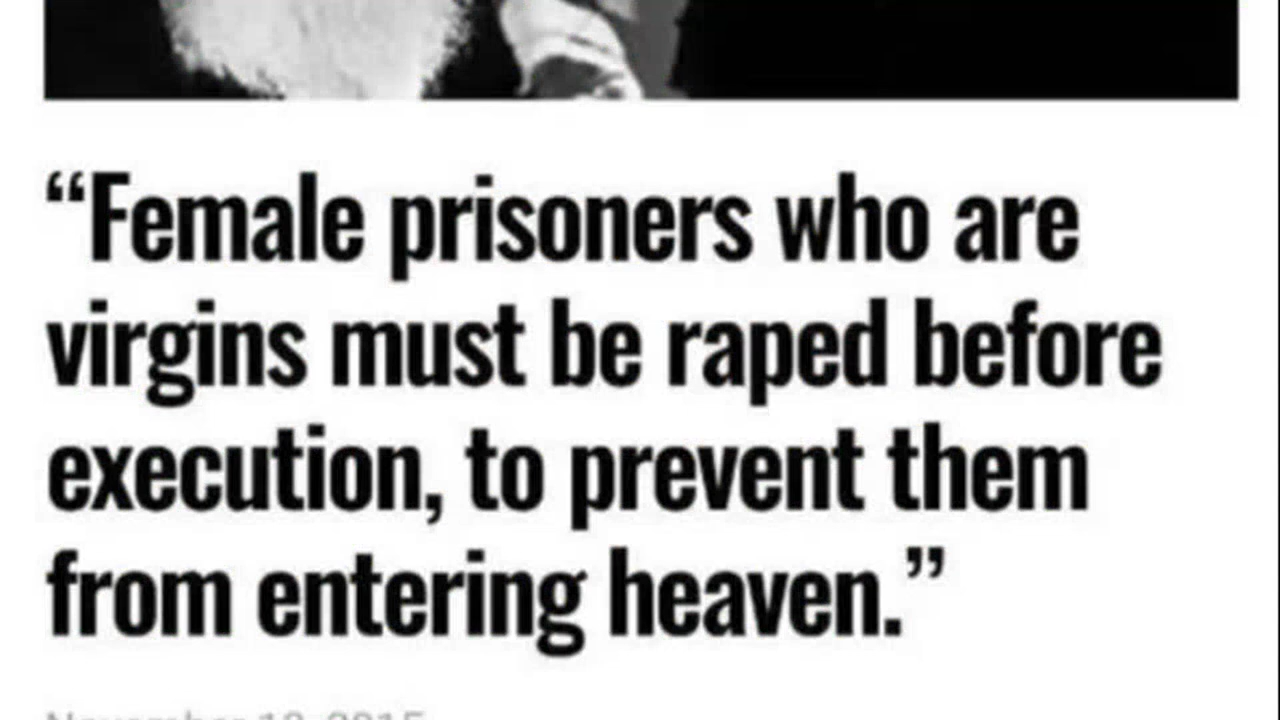 “Female prisoners who are
virgins must be raped before
execution, to prevent them
from entering heaven.”